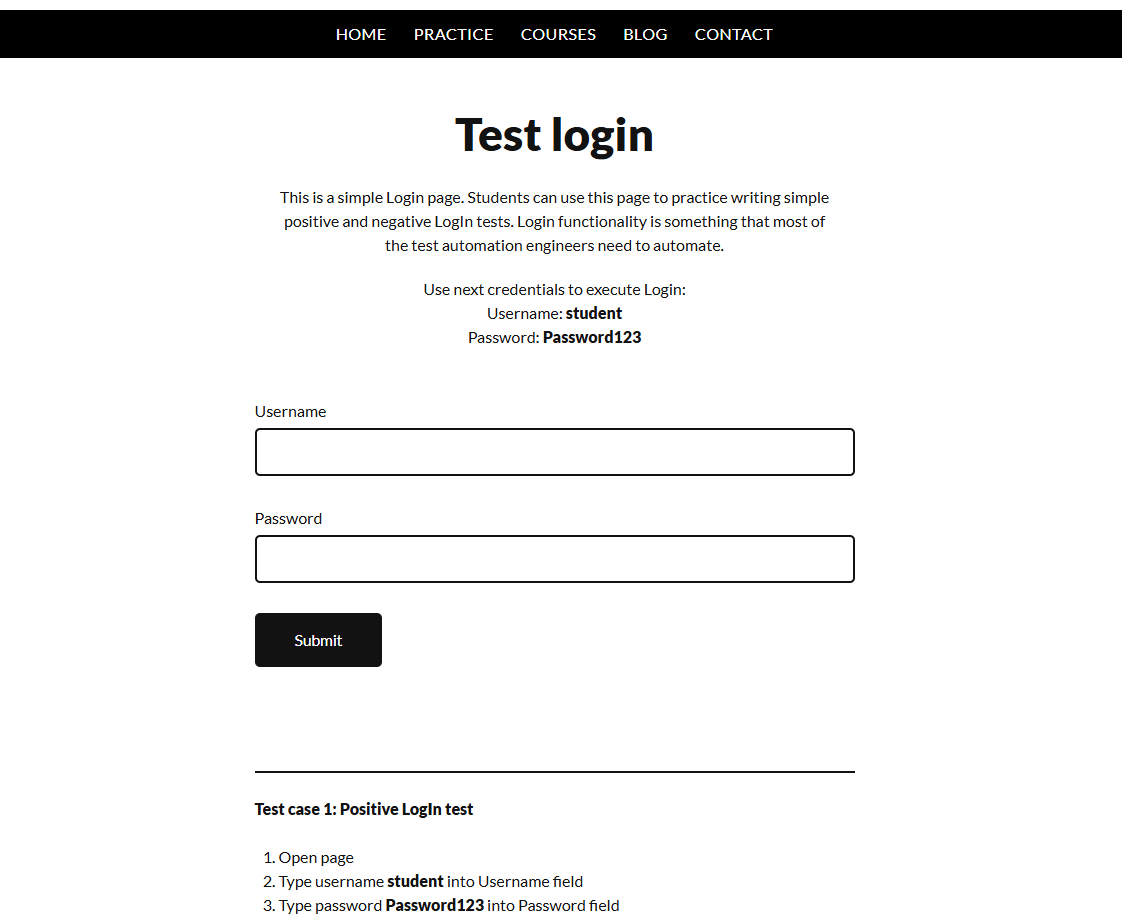 HOME PRACTICE COURSES BLOG CONTACT
Test login
This is a simple Login page. Students can use this page to practice writing simple
positive and negative LogIn tests. Login functionality is something that most of
the test automation engineers need to automate.
Use next credentials to execute Login:
Username: student
Password: Password123
Username
Password
Submit
Test case 1: Positive LogIn test
1. Open page
2. Type username student into Username field
3. Type password Password123 into Password field